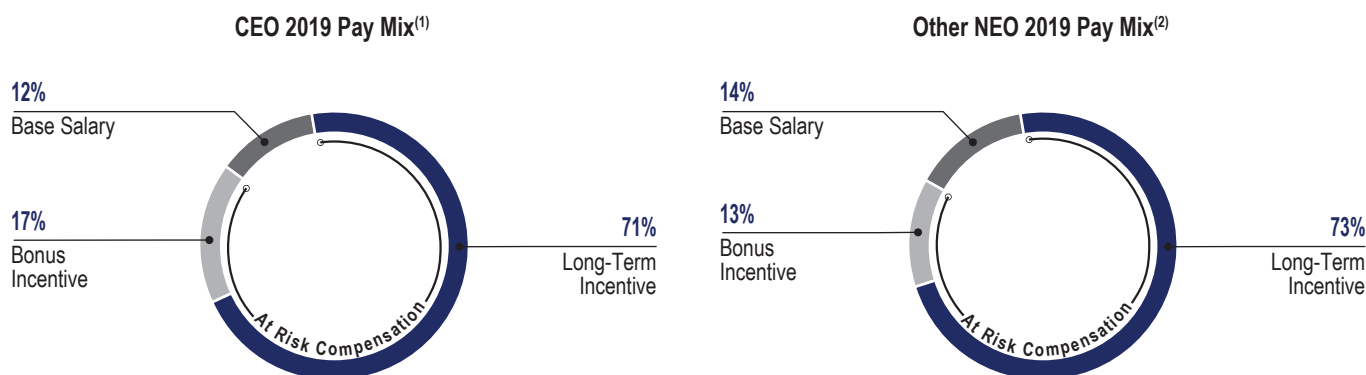 CEO 2019 Pay Mix(1)
12%
Base Salary
17%
Bonus
Incentive
71%
Long-Term
Incentive
At Risk Compensation
Other NEO 2019 Pay Mix(2)
14%
Base Salary
13%
Bonus
Incentive
73%
Long-Term
Incentive
At Risk Compensation